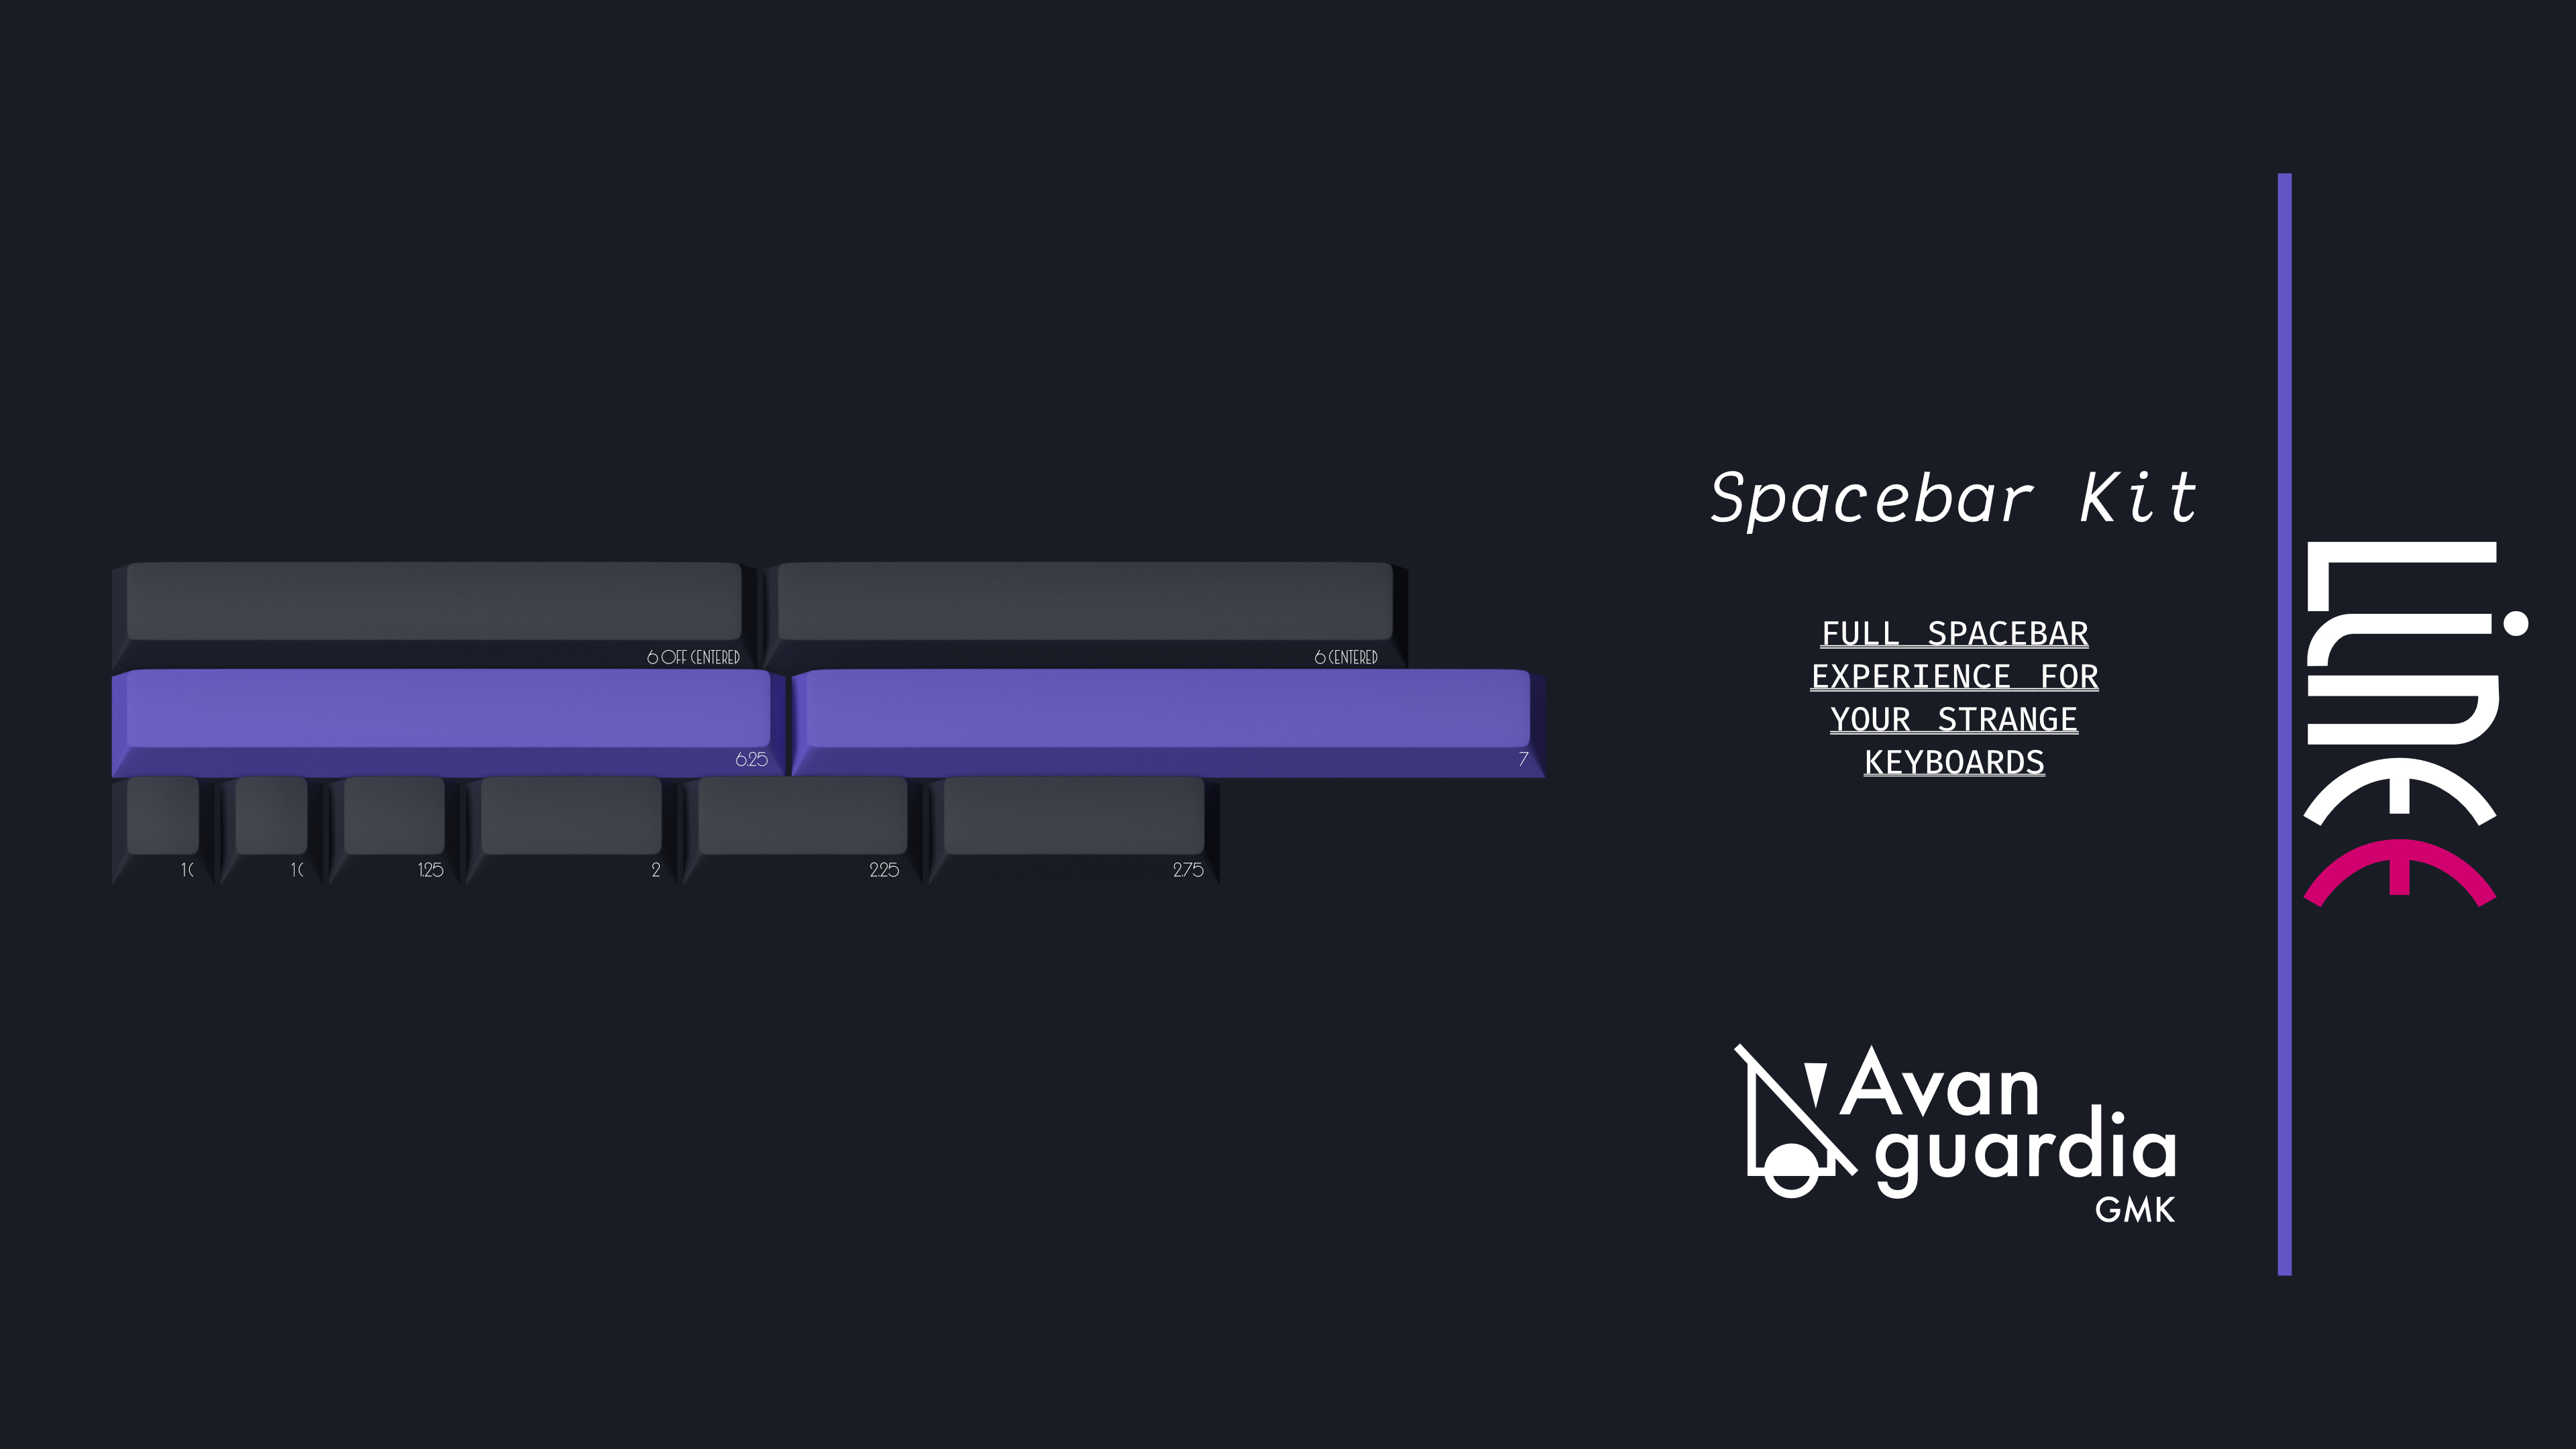 6 OFF CENTERED
6 CENTERED
6.25
7
1 C
1 C
1.25
2
2.25
2.75
Spacebar Kit
FULL SPACEBAR
EXPERIENCE FOR
YOUR STRANGE
KEYBOARDS
Avan
guardia
GMK
Linee